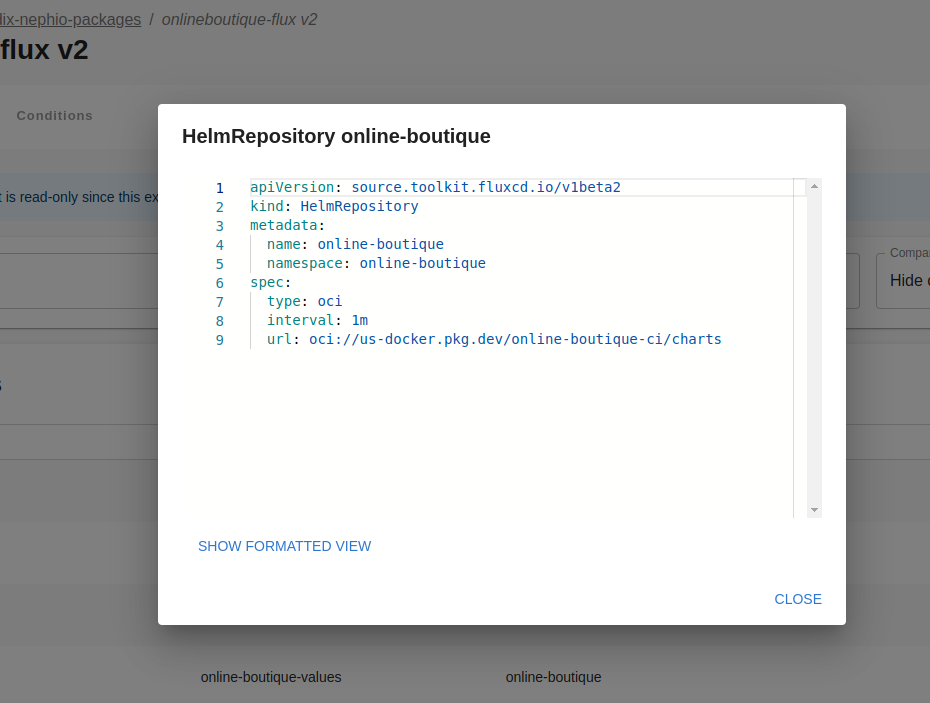 lix-nephio-packages / onlineboutique-flux v2
flux v2
Conditions
t is read-only since this ex
Compa
Hide
HelmRepository online-boutique
1 apiVersion: source.toolkit.fluxcd.io/v1beta2
2 kind: HelmRepository
3 metadata:
4   name: online-boutique
5   namespace: online-boutique
6 spec:
7   type: oci
8   interval: 1m
9   url: oci://us-docker.pkg.dev/online-boutique-ci/charts
SHOW FORMATTED VIEW
CLOSE
online-boutique-values online-boutique